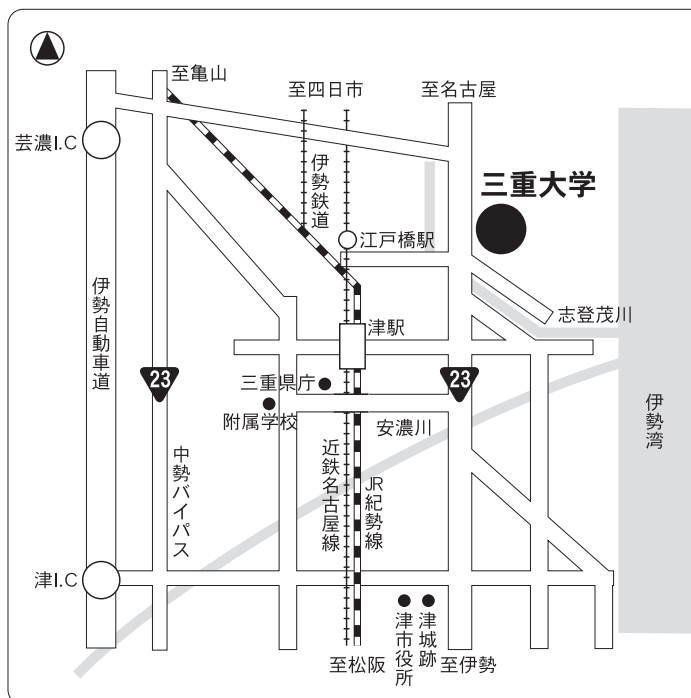 至亀山
至四日市
至名古屋
芸濃I.C
伊勢鉄道
三重大学
江戸橋駅
伊勢自動車道
志登茂川
津駅
23
三重県庁
23
附属学校
安濃川
伊勢湾
中勢バイパス
近鉄名古屋線
JR紀勢線
津I.C
津市役所
津城跡
至松阪
至伊勢